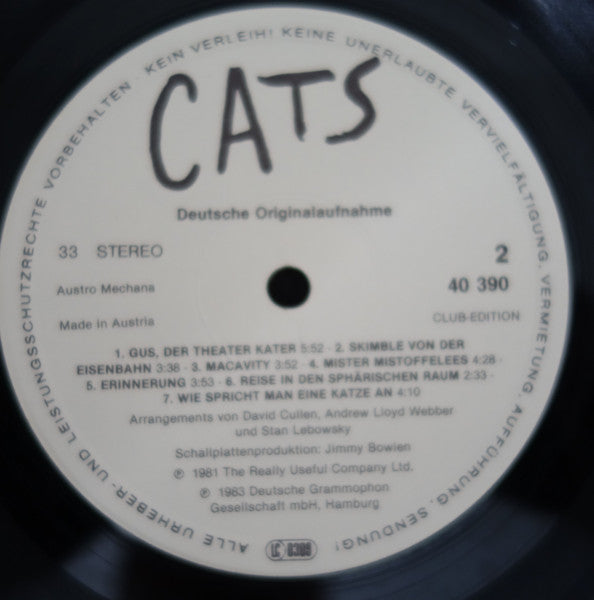 ALLE URHEBER- UND LEISTUNGSSCHUTZRECHTE VORBEHALTEN · KEIN VERLEIH! KEINE UNERLAUBTE VERVIELFÄLTIGUNG, VERMIETUNG, AUFFÜHRUNG, SENDUNG!
CATS
Deutsche Originalaufnahme
33 STEREO
2
Austro Mechana
40 390
Made in Austria
CLUB-EDITION
1. GUS, DER THEATER KATER 5:52 · 2. SKIMBLE VON DER
EISENBAHN 3:38 · 3. MACAVITY 3:52 · 4. MISTER MISTOFFELEES 4:28 ·
5. ERINNERUNG 3:53 · 6. REISE IN DEN SPHÄRISCHEN RAUM 2:33 ·
7. WIE SPRICHT MAN EINE KATZE AN 4:10
Arrangements von David Cullen, Andrew Lloyd Webber
und Stan Lebowsky
Schallplattenproduktion: Jimmy Bowien
℗ 1981 The Really Useful Company Ltd.
℗ 1983 Deutsche Grammophon
Gesellschaft mbH, Hamburg
LC 0309